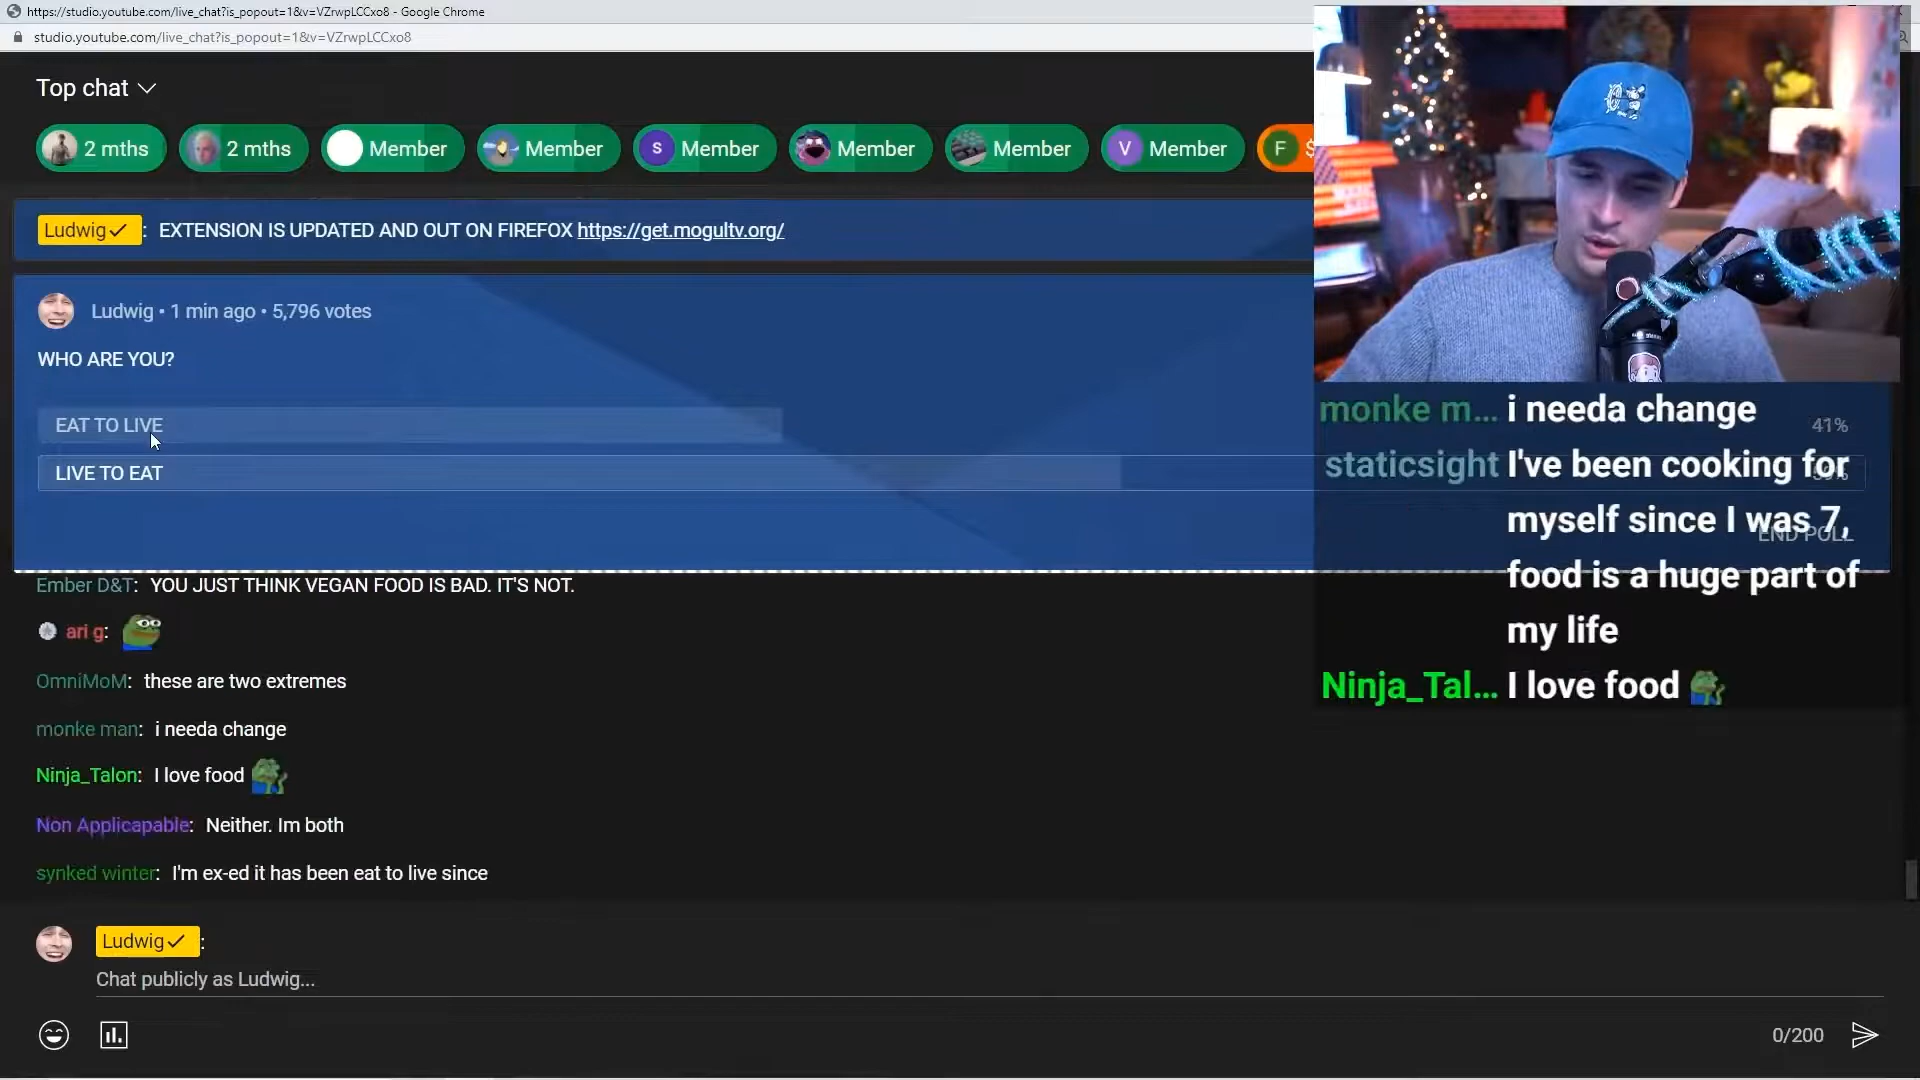 https://studio.youtube.com/live_chat?is_popout=1&v=VZrwpLCCxo8 - Google Chrome
studio.youtube.com/live_chat?is_popout=1&v=VZrwpLCCxo8
Top chat
2 mths
2 mths
Member
Member
S Member
Member
Member
V Member
F $
Ludwig: EXTENSION IS UPDATED AND OUT ON FIREFOX https://get.mogultv.org/
Ludwig • 1 min ago • 5,796 votes
WHO ARE YOU?
EAT TO LIVE 41%
LIVE TO EAT
END POLL
Ember D&T: YOU JUST THINK VEGAN FOOD IS BAD. IT'S NOT.
ari g:
OmniMoM: these are two extremes
monke man: i needa change
Ninja_Talon: I love food
Non Applicapable: Neither. Im both
synked winter: I'm ex-ed it has been eat to live since
Ludwig:
Chat publicly as Ludwig...
0/200
monke m... i needa change
staticsight I've been cooking for
myself since I was 7,
food is a huge part of
my life
Ninja_Tal... I love food